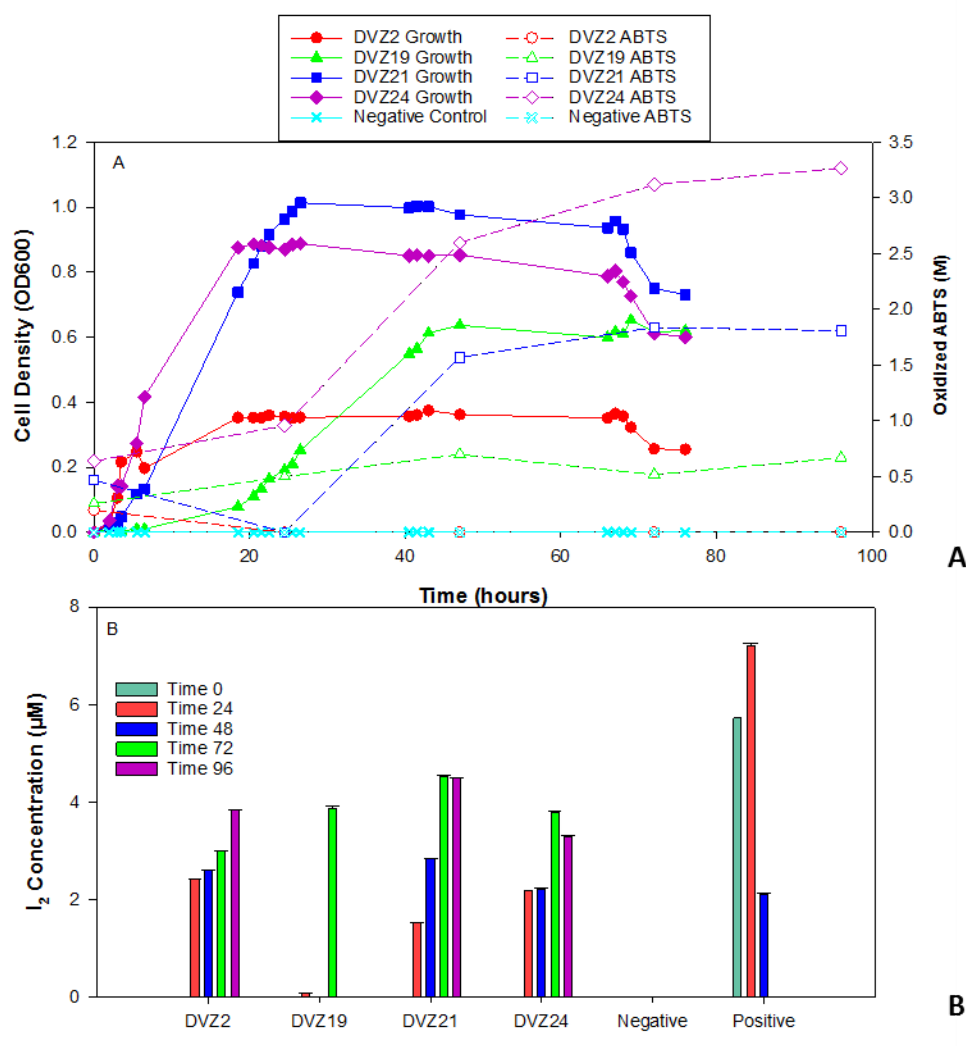 DVZ2 Growth DVZ2 ABTS
DVZ19 Growth DVZ19 ABTS
DVZ21 Growth DVZ21 ABTS
DVZ24 Growth DVZ24 ABTS
Negative Control Negative ABTS
A
Cell Density (OD600)
1.2
1.0
0.8
0.6
0.4
0.2
0.0
3.5
3.0
2.5
2.0
1.5
1.0
0.5
0.0
Oxidized ABTS (M)
0 20 40 60 80 100
Time (hours)
A
B
I₂ Concentration (µM)
8
6
4
2
0
Time 0
Time 24
Time 48
Time 72
Time 96
DVZ2 DVZ19 DVZ21 DVZ24 Negative Positive
B